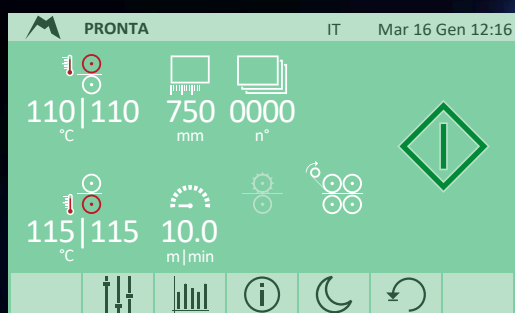 PRONTA IT Mar 16 Gen 12:16
110|110 750 0000
°C mm n°
115|115 10.0
°C m|min